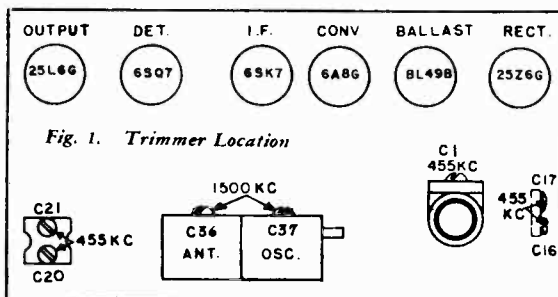 OUTPUT DET. I.F. CONV. BALLAST RECT.
25L6G 6SQ7 6SK7 6A8G BL49B 25Z6G
Fig. 1. Trimmer Location
C1
455KC
1500 KC
C17
C21
455
KC
C36 C37
455KC
ANT. OSC.
C16
C20